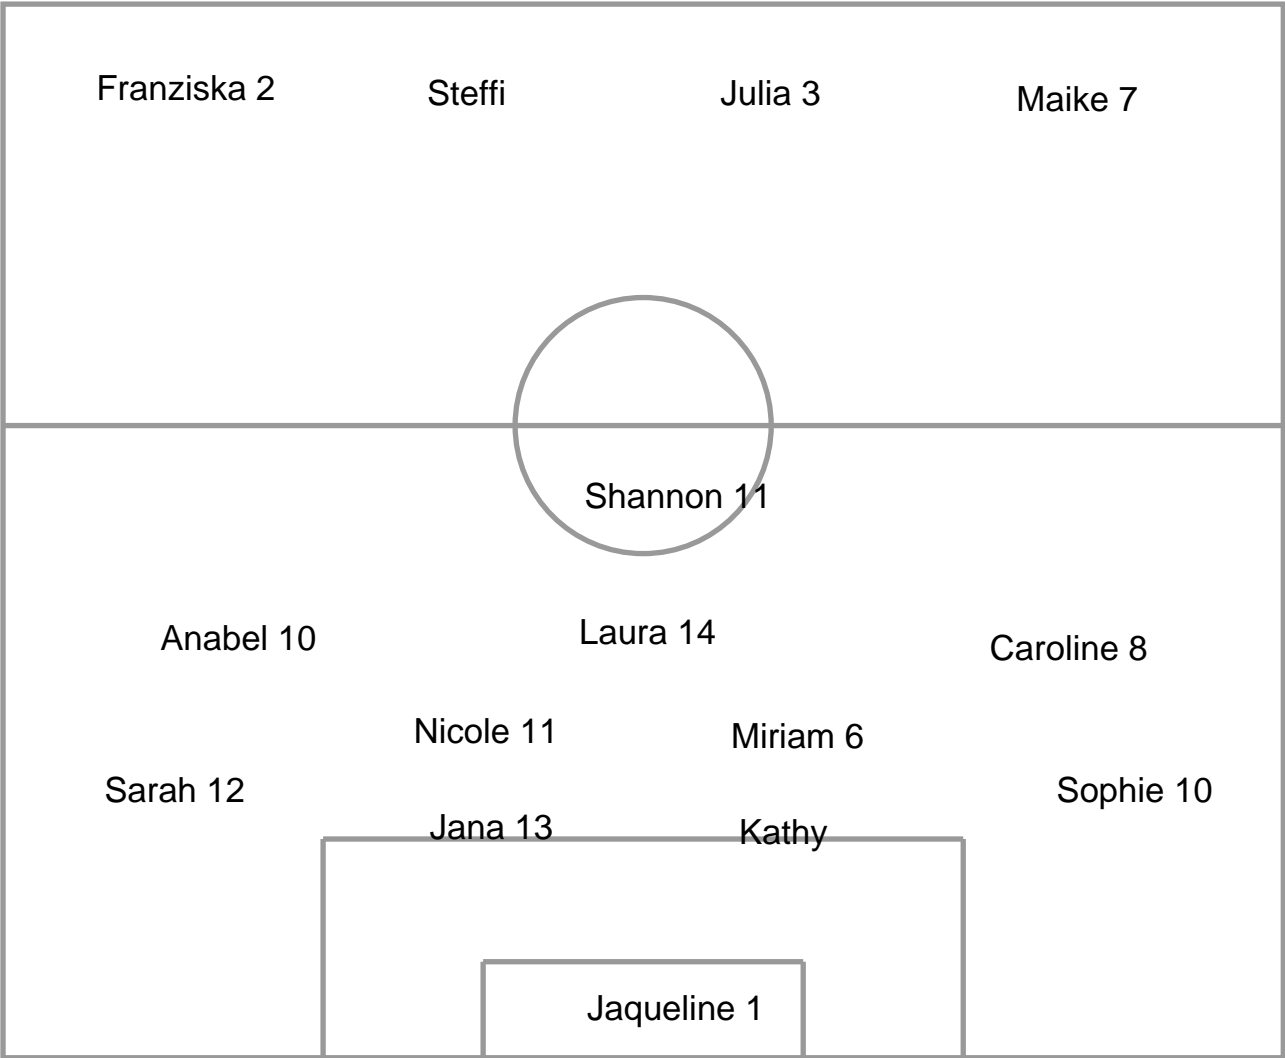 Franziska 2
Steffi
Julia 3
Maike 7
Shannon 11
Anabel 10
Laura 14
Caroline 8
Nicole 11
Miriam 6
Sarah 12
Sophie 10
Jana 13
Kathy
Jaqueline 1